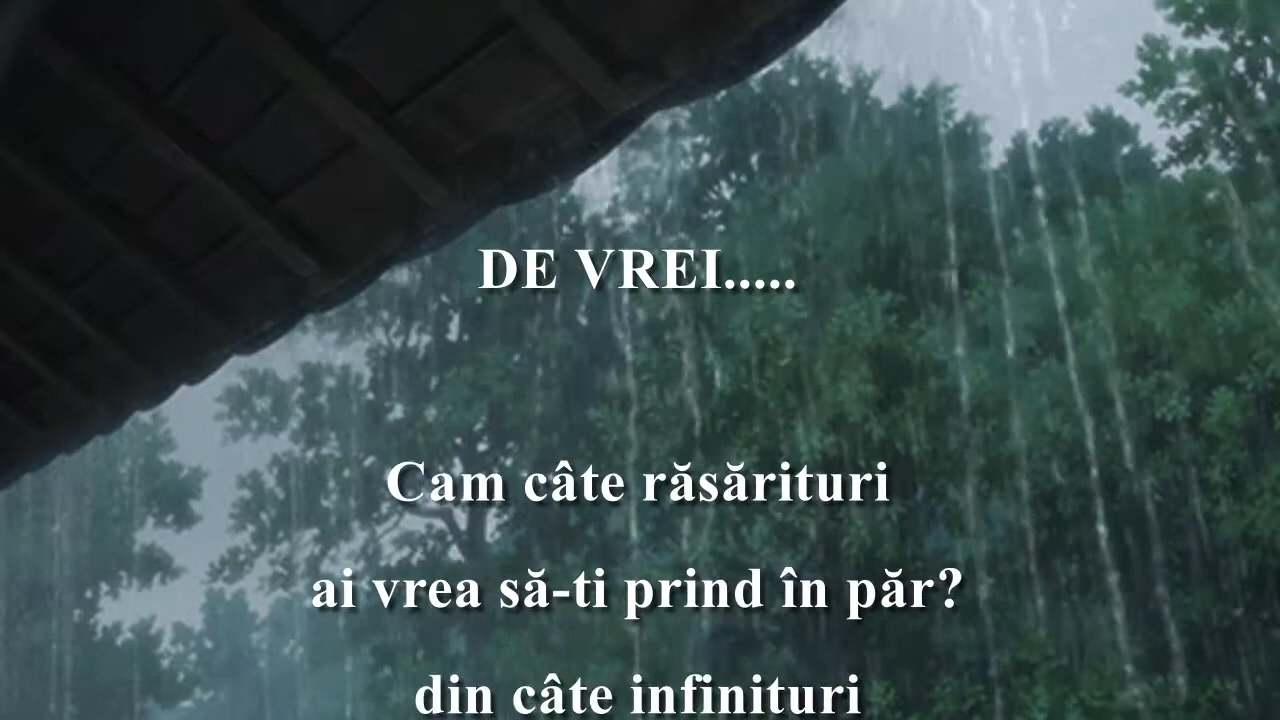 DE VREI.....
Cam câte răsărituri
ai vrea să-ti prind în păr?
din câte infinituri